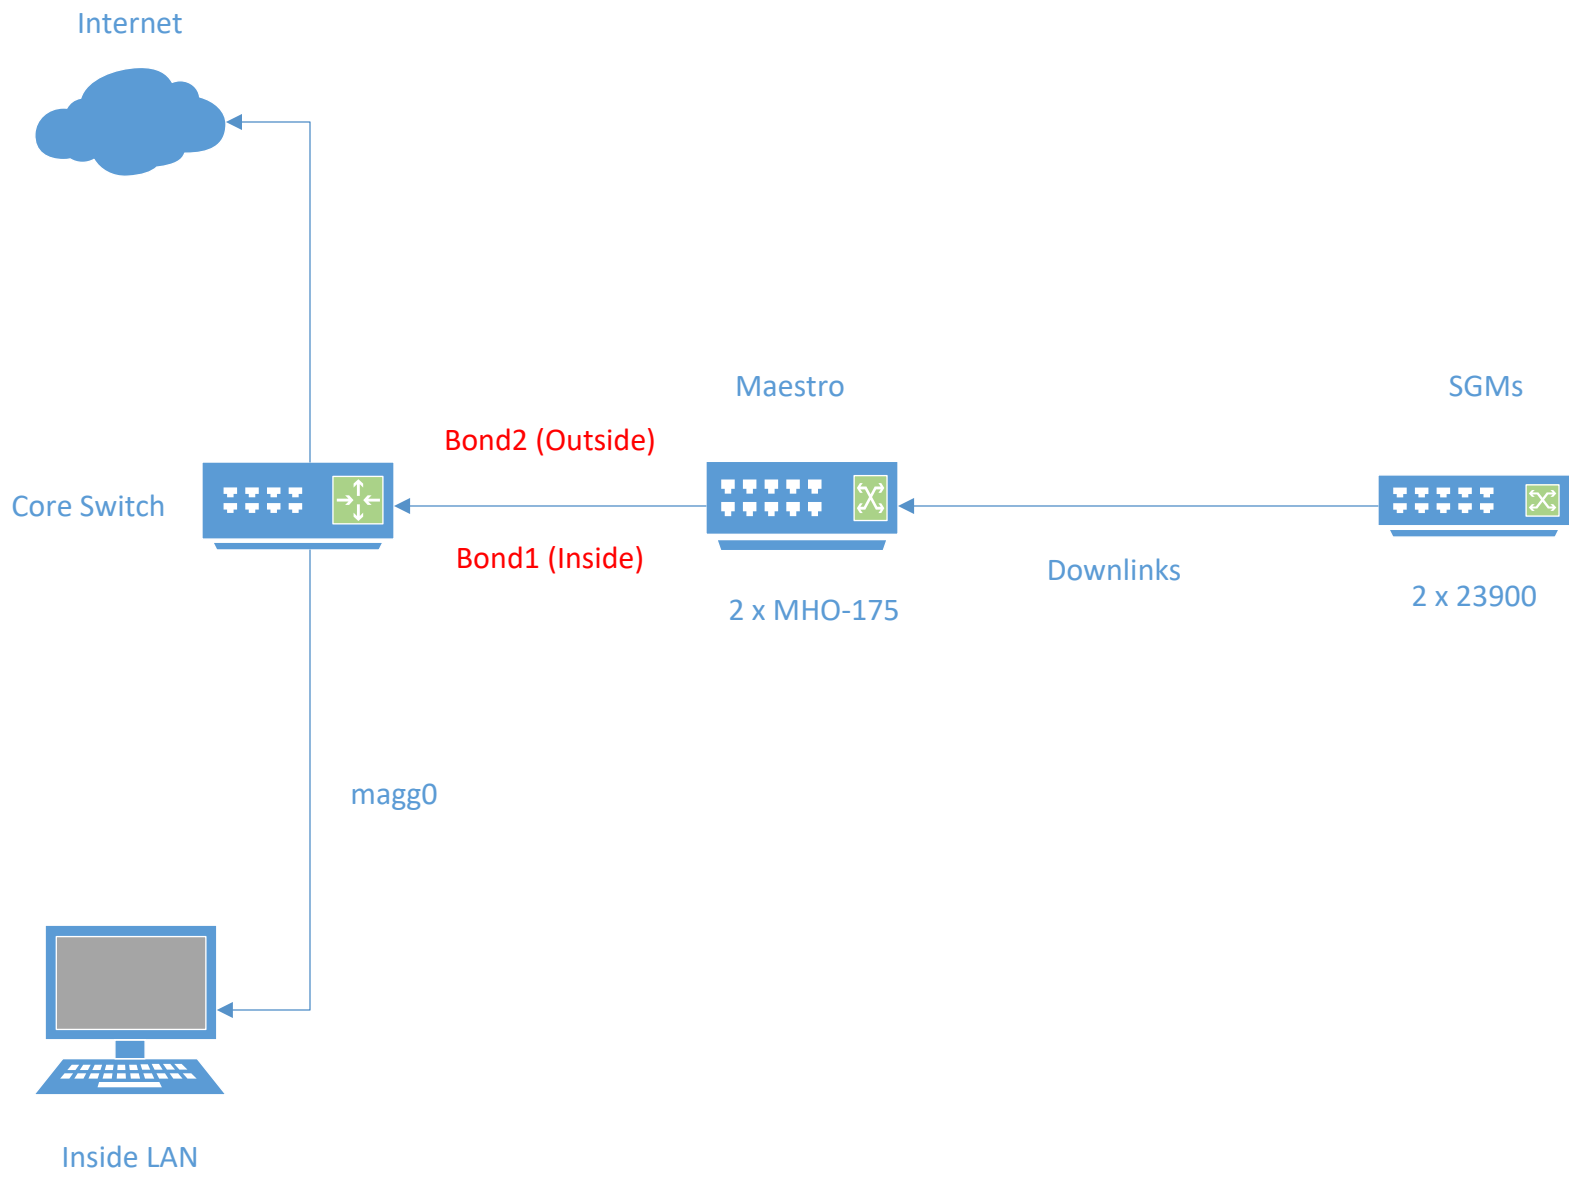 Internet
Maestro
SGMs
Bond2 (Outside)
Core Switch
Bond1 (Inside)
Downlinks
2 x MHO-175
2 x 23900
magg0
Inside LAN